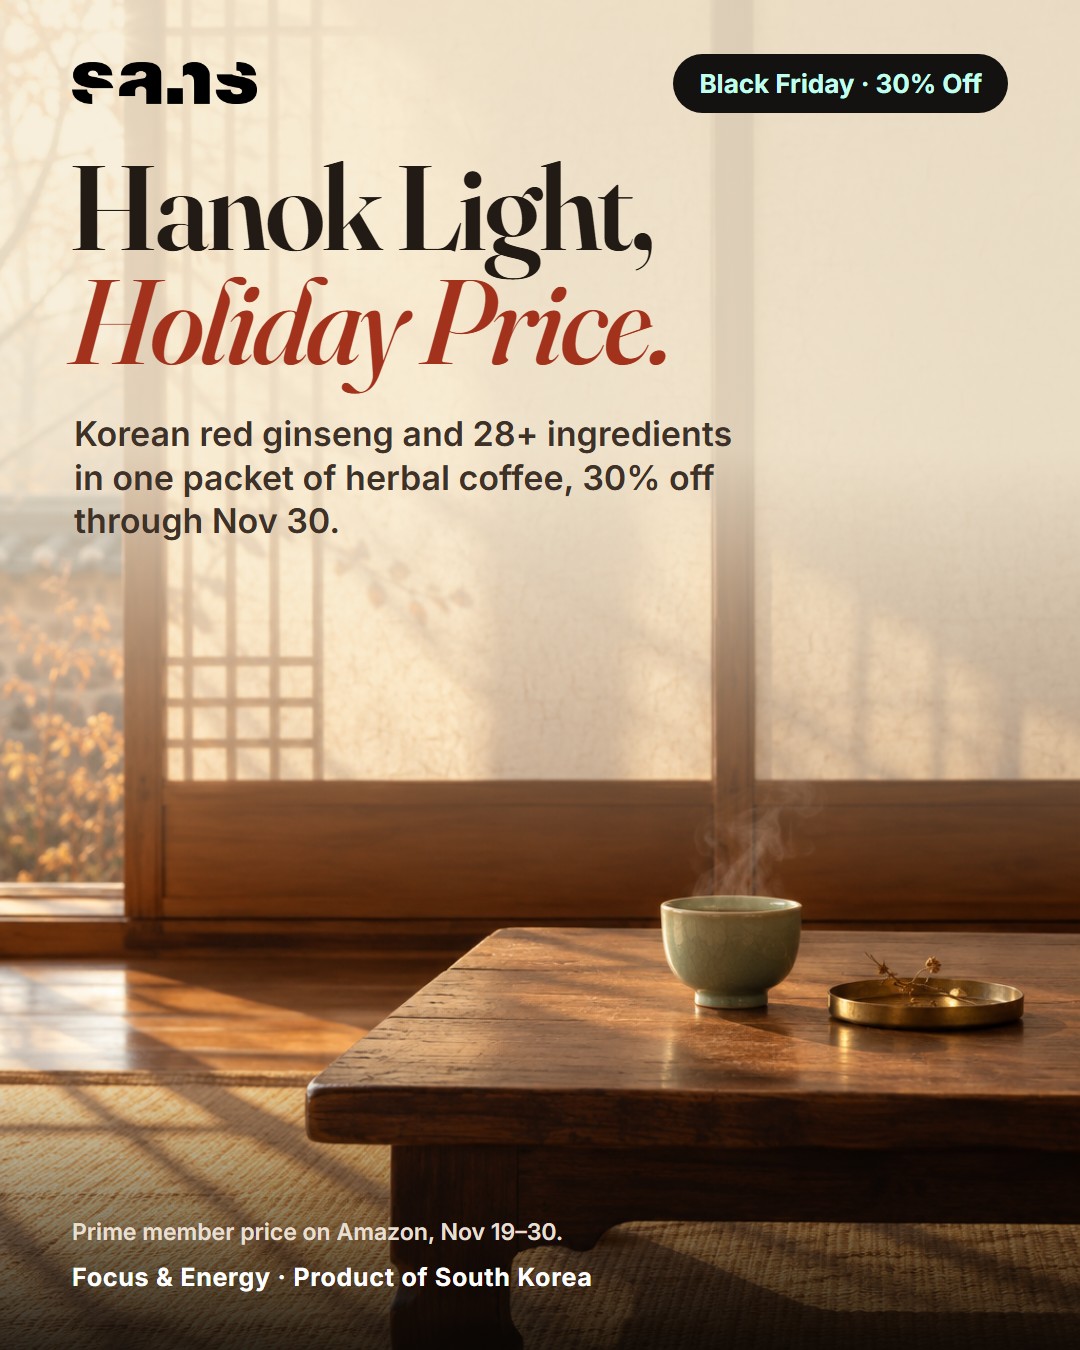 sans
Black Friday · 30% Off
Hanok Light,
Holiday Price.
Korean red ginseng and 28+ ingredients
in one packet of herbal coffee, 30% off
through Nov 30.
Prime member price on Amazon, Nov 19–30.
Focus & Energy · Product of South Korea